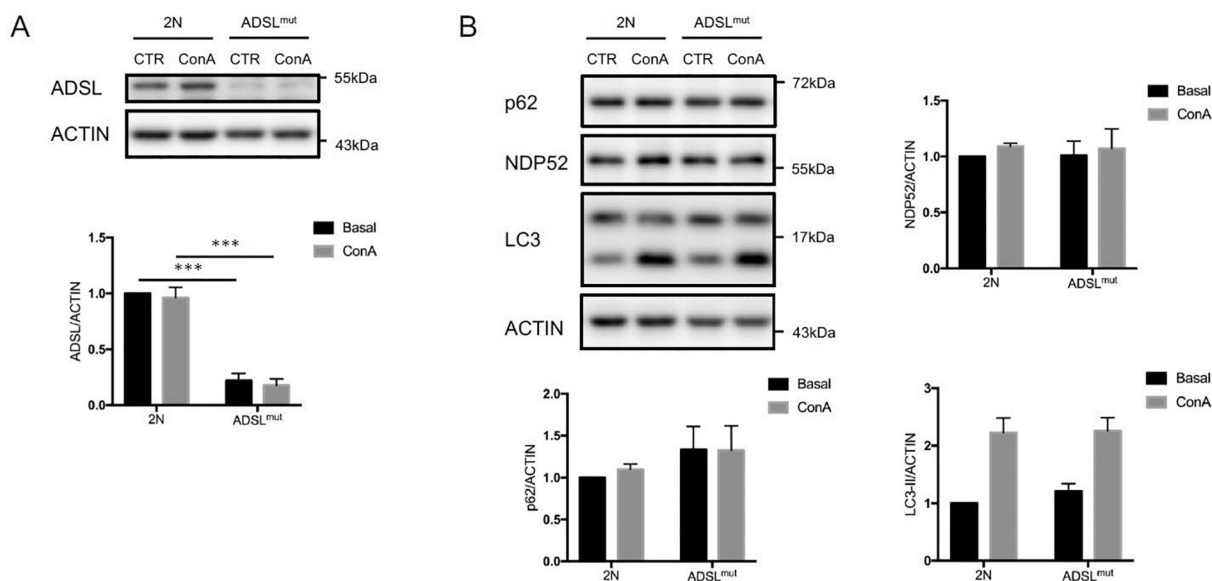 A
2N ADSLmut
CTR ConA CTR ConA
ADSL 55kDa
ACTIN 43kDa
Basal
ConA
ADSL/ACTIN
1.5
1.0
0.5
0.0
***
***
2N ADSLmut
B
2N ADSLmut
CTR ConA CTR ConA
p62 72kDa
NDP52 55kDa
LC3 17kDa
ACTIN 43kDa
Basal
ConA
NDP52/ACTIN
1.5
1.0
0.5
0.0
2N ADSLmut
Basal
ConA
p62/ACTIN
2.0
1.5
1.0
0.5
0.0
2N ADSLmut
Basal
ConA
LC3-II/ACTIN
3
2
1
0
2N ADSLmut